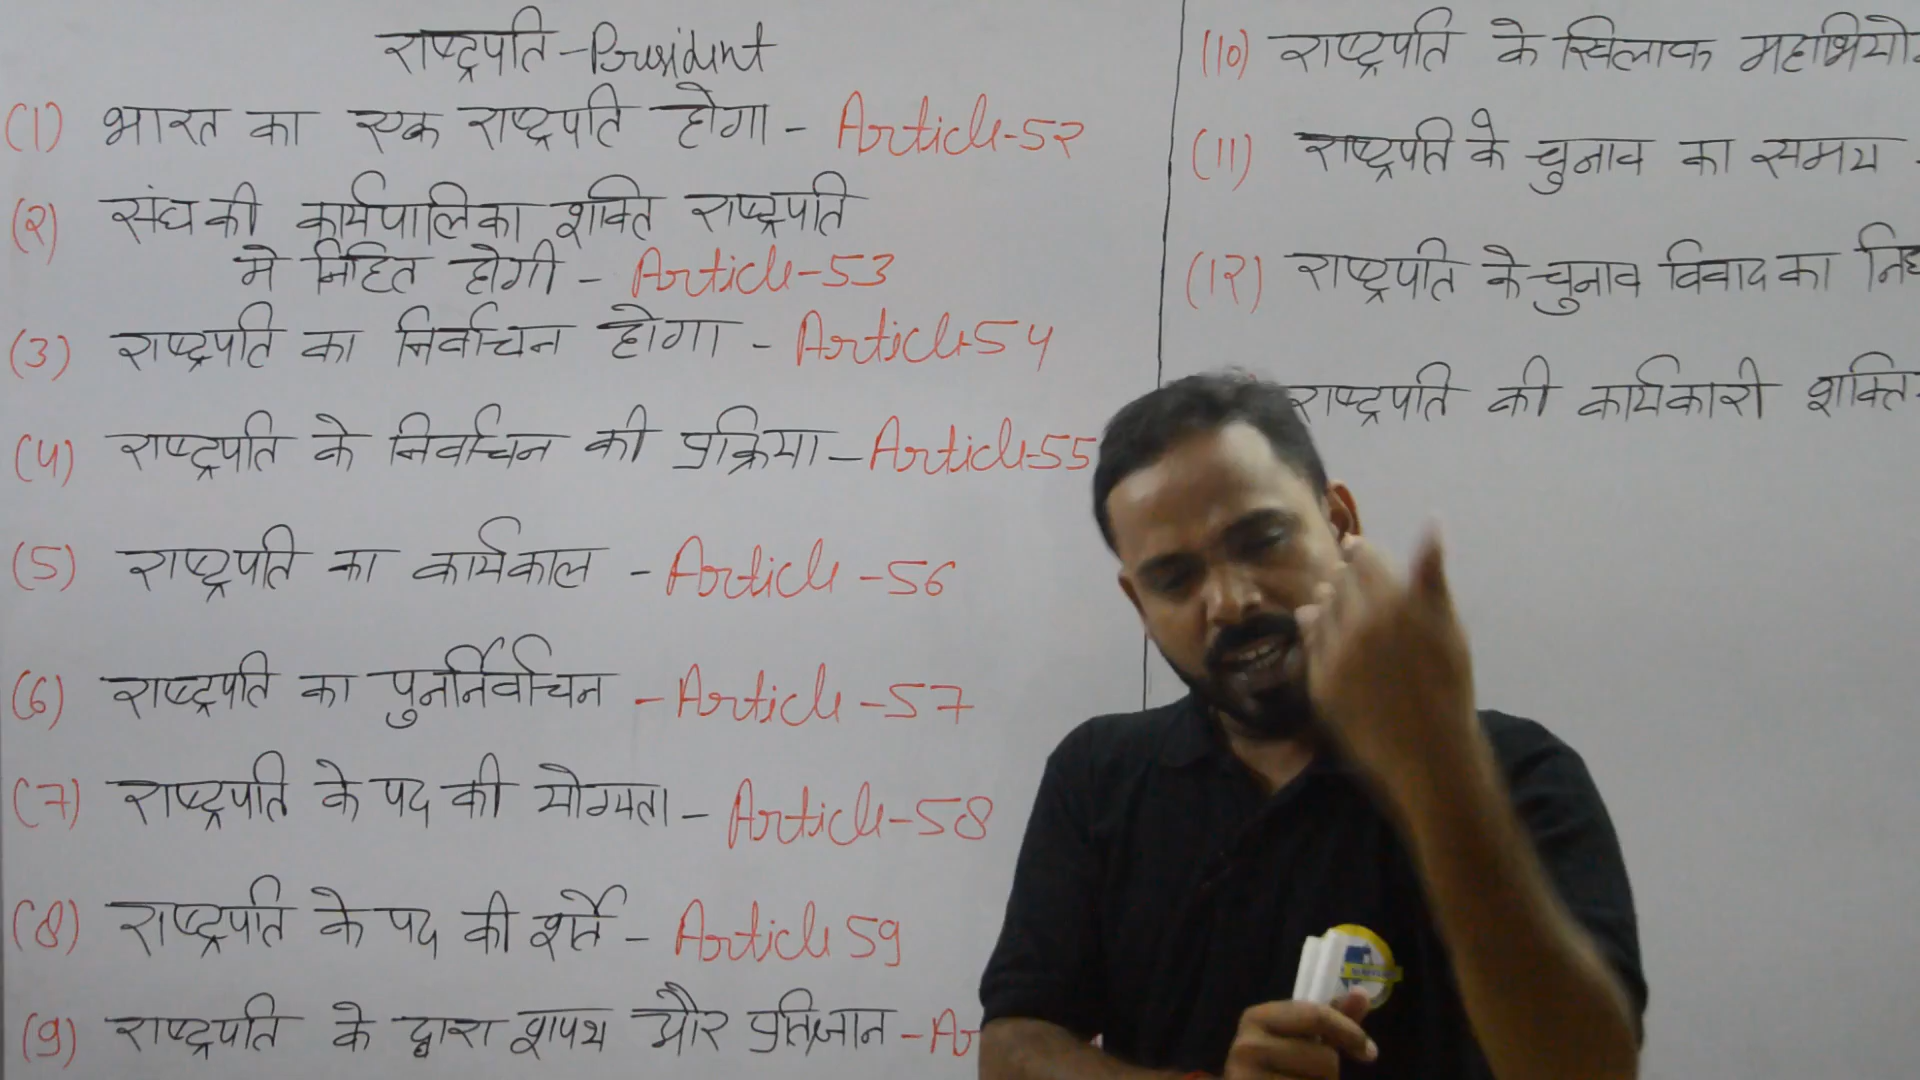 राष्ट्रपति - President
(1) भारत का एक राष्ट्रपति होगा - Article-52
(2) संघ की कार्यपालिका शक्ति राष्ट्रपति
मे निहित होगी - Article-53
(3) राष्ट्रपति का निर्वाचन होगा - Article-54
(4) राष्ट्रपति के निर्वाचन की प्रक्रिया - Article-55
(5) राष्ट्रपति का कार्यकाल - Article-56
(6) राष्ट्रपति का पुनर्निर्वाचन - Article-57
(7) राष्ट्रपति के पद की योग्यता - Article-58
(8) राष्ट्रपति के पद की शर्ते - Article 59
(9) राष्ट्रपति के द्वारा शपथ और प्रतिज्ञान - Ar
(10) राष्ट्रपति के खिलाफ महाभियो
(11) राष्ट्रपति के चुनाव का समय -
(12) राष्ट्रपति के चुनाव विवाद का
राष्ट्रपति की कार्यकारी शक्ति -